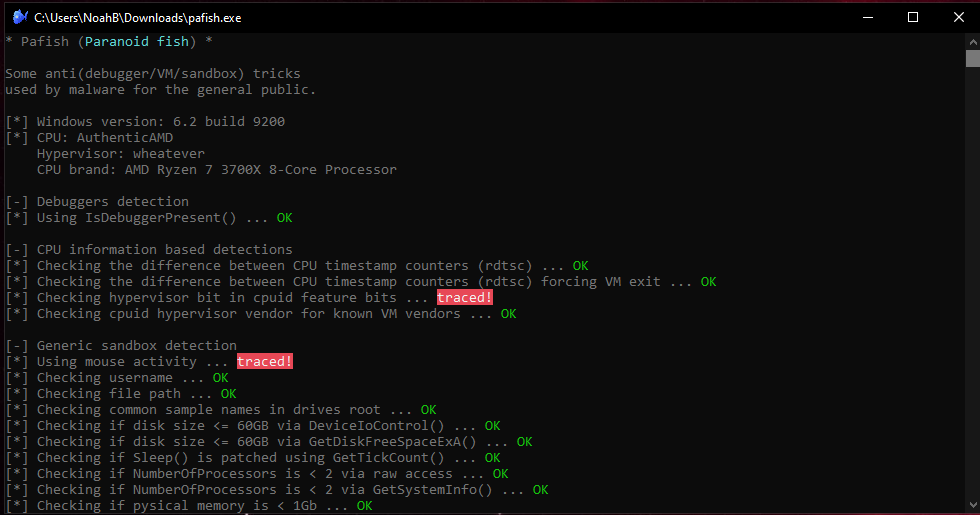 C:\Users\NoahB\Downloads\pafish.exe
* Pafish (Paranoid fish) *
Some anti(debugger/VM/sandbox) tricks
used by malware for the general public.
[*] Windows version: 6.2 build 9200
[*] CPU: AuthenticAMD
Hypervisor: wheatever
CPU brand: AMD Ryzen 7 3700X 8-Core Processor
[-] Debuggers detection
[*] Using IsDebuggerPresent() ... OK
[-] CPU information based detections
[*] Checking the difference between CPU timestamp counters (rdtsc) ... OK
[*] Checking the difference between CPU timestamp counters (rdtsc) forcing VM exit ... OK
[*] Checking hypervisor bit in cpuid feature bits ... traced!
[*] Checking cpuid hypervisor vendor for known VM vendors ... OK
[-] Generic sandbox detection
[*] Using mouse activity ... traced!
[*] Checking username ... OK
[*] Checking file path ... OK
[*] Checking common sample names in drives root ... OK
[*] Checking if disk size <= 60GB via DeviceIoControl() ... OK
[*] Checking if disk size <= 60GB via GetDiskFreeSpaceExA() ... OK
[*] Checking if Sleep() is patched using GetTickCount() ... OK
[*] Checking if NumberOfProcessors is < 2 via raw access ... OK
[*] Checking if NumberOfProcessors is < 2 via GetSystemInfo() ... OK
[*] Checking if pysical memory is < 1Gb ... OK